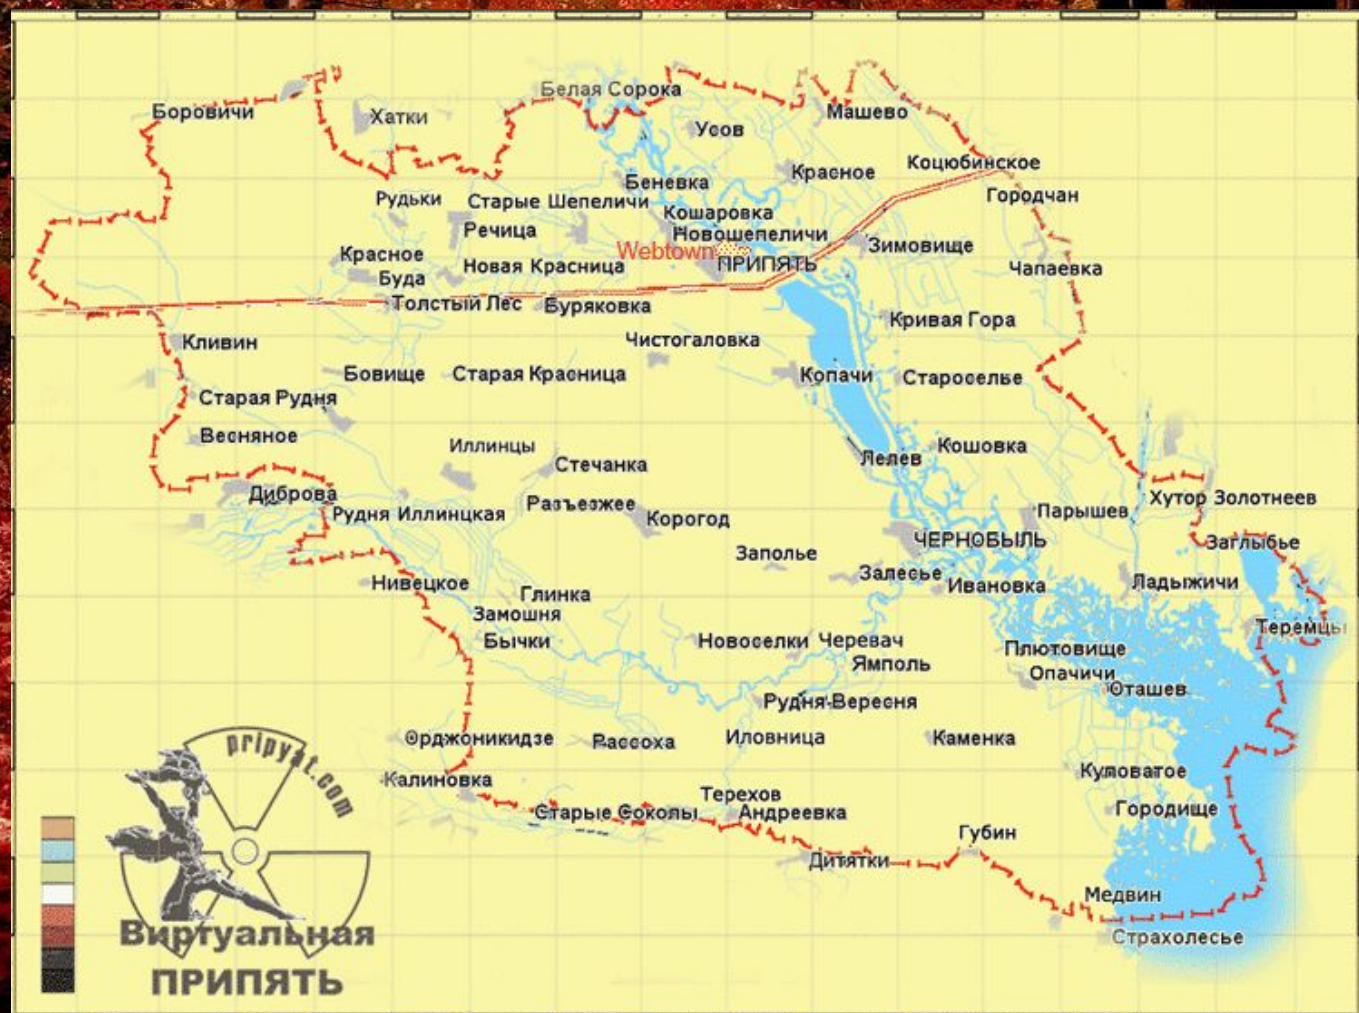 Белая Сорока
Боровичи
Хатки
Машево
Усов
Коцюбинское
Красное
Беневка
Городчан
Рудьки
Старые Шепеличи
Кошаровка
Речица
Новошепеличи
Зимовище
Webtown
Красное
ПРИПЯТЬ
Новая Красница
Чапаевка
Буда
Толстый Лес
Буряковка
Кривая Гора
Кливин
Чистогаловка
Бовище
Старая Красница
Копачи
Староселье
Старая Рудня
Весняное
Иллинцы
Кошовка
Стечанка
Лелев
Диброва
Хутор Золотнеев
Разъезжее
Рудня Иллинцкая
Корогод
Парышев
ЧЕРНОБЫЛЬ
Заглыбье
Заполье
Залесье
Нивецкое
Ивановка
Ладыжичи
Глинка
Замошня
Теремцы
Бычки
Новоселки
Черевач
Плютовище
Ямполь
Опачичи
Оташев
Рудня-Вересня
Орджоникидзе
Рассоха
Иловница
Каменка
pripyat.com
Калиновка
Куповатое
Терехов
Старые Соколы
Андреевка
Городище
Губин
Дитятки
Медвин
Виртуальная
Страхолесье
ПРИПЯТЬ